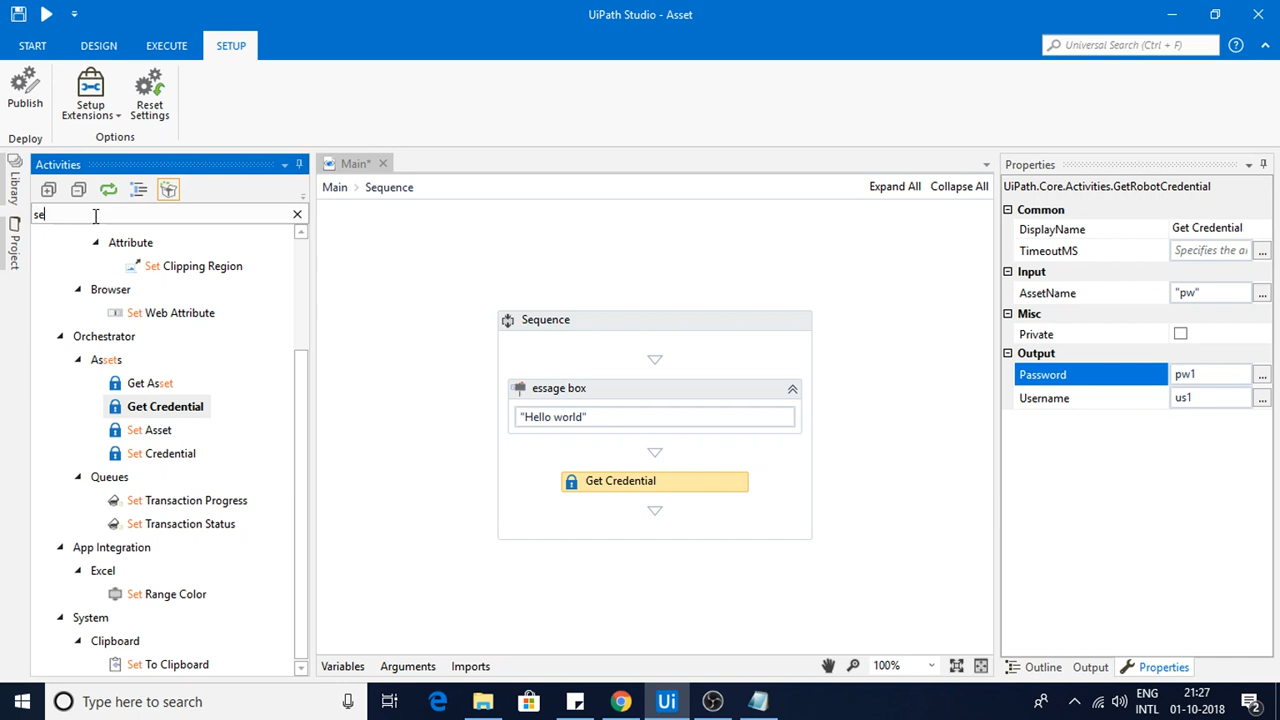 UiPath Studio - Asset
START DESIGN EXECUTE SETUP
Universal Search (Ctrl + F)
Publish
Setup Extensions
Reset Settings
Deploy
Options
Library
Project
Activities
se
Attribute
Set Clipping Region
Browser
Set Web Attribute
Orchestrator
Assets
Get Asset
Get Credential
Set Asset
Set Credential
Queues
Set Transaction Progress
Set Transaction Status
App Integration
Excel
Set Range Color
System
Clipboard
Set To Clipboard
Main*
Main > Sequence
Expand All Collapse All
Sequence
essage box
"Hello world"
Get Credential
Variables Arguments Imports
100%
Properties
UiPath.Core.Activities.GetRobotCredential
Common
DisplayName Get Credential
TimeoutMS Specifies the a
Input
AssetName "pw" ...
Misc
Private
Output
Password pw1 ...
Username us1 ...
Outline Output Properties
Type here to search
Ui
ENG
INTL
21:27
01-10-2018
2